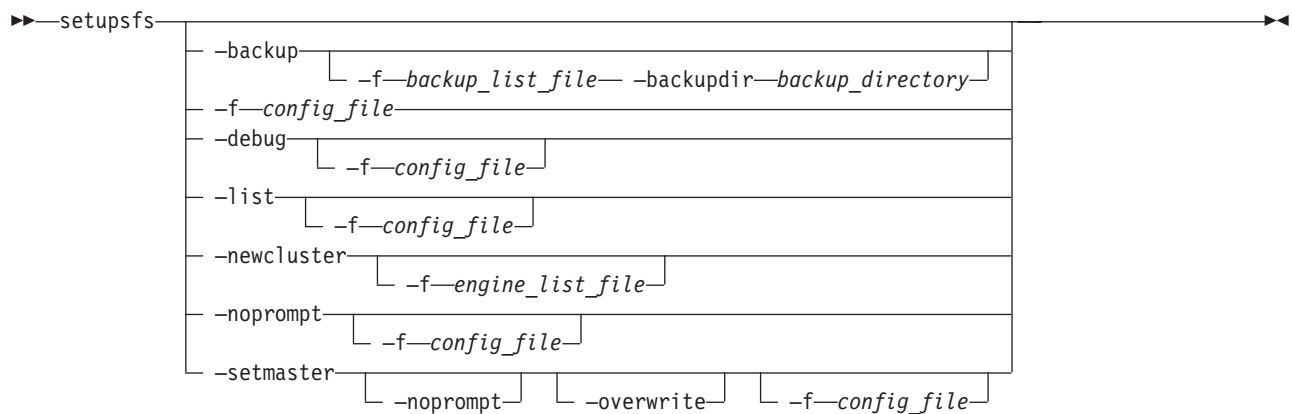 ▶▶—setupsfs
—backup
—f—backup_list_file —backupdir—backup_directory
—f—config_file
—debug
—f—config_file
—list
—f—config_file
—newcluster
—f—engine_list_file
—noprompt
—f—config_file
—setmaster
—noprompt —overwrite —f—config_file